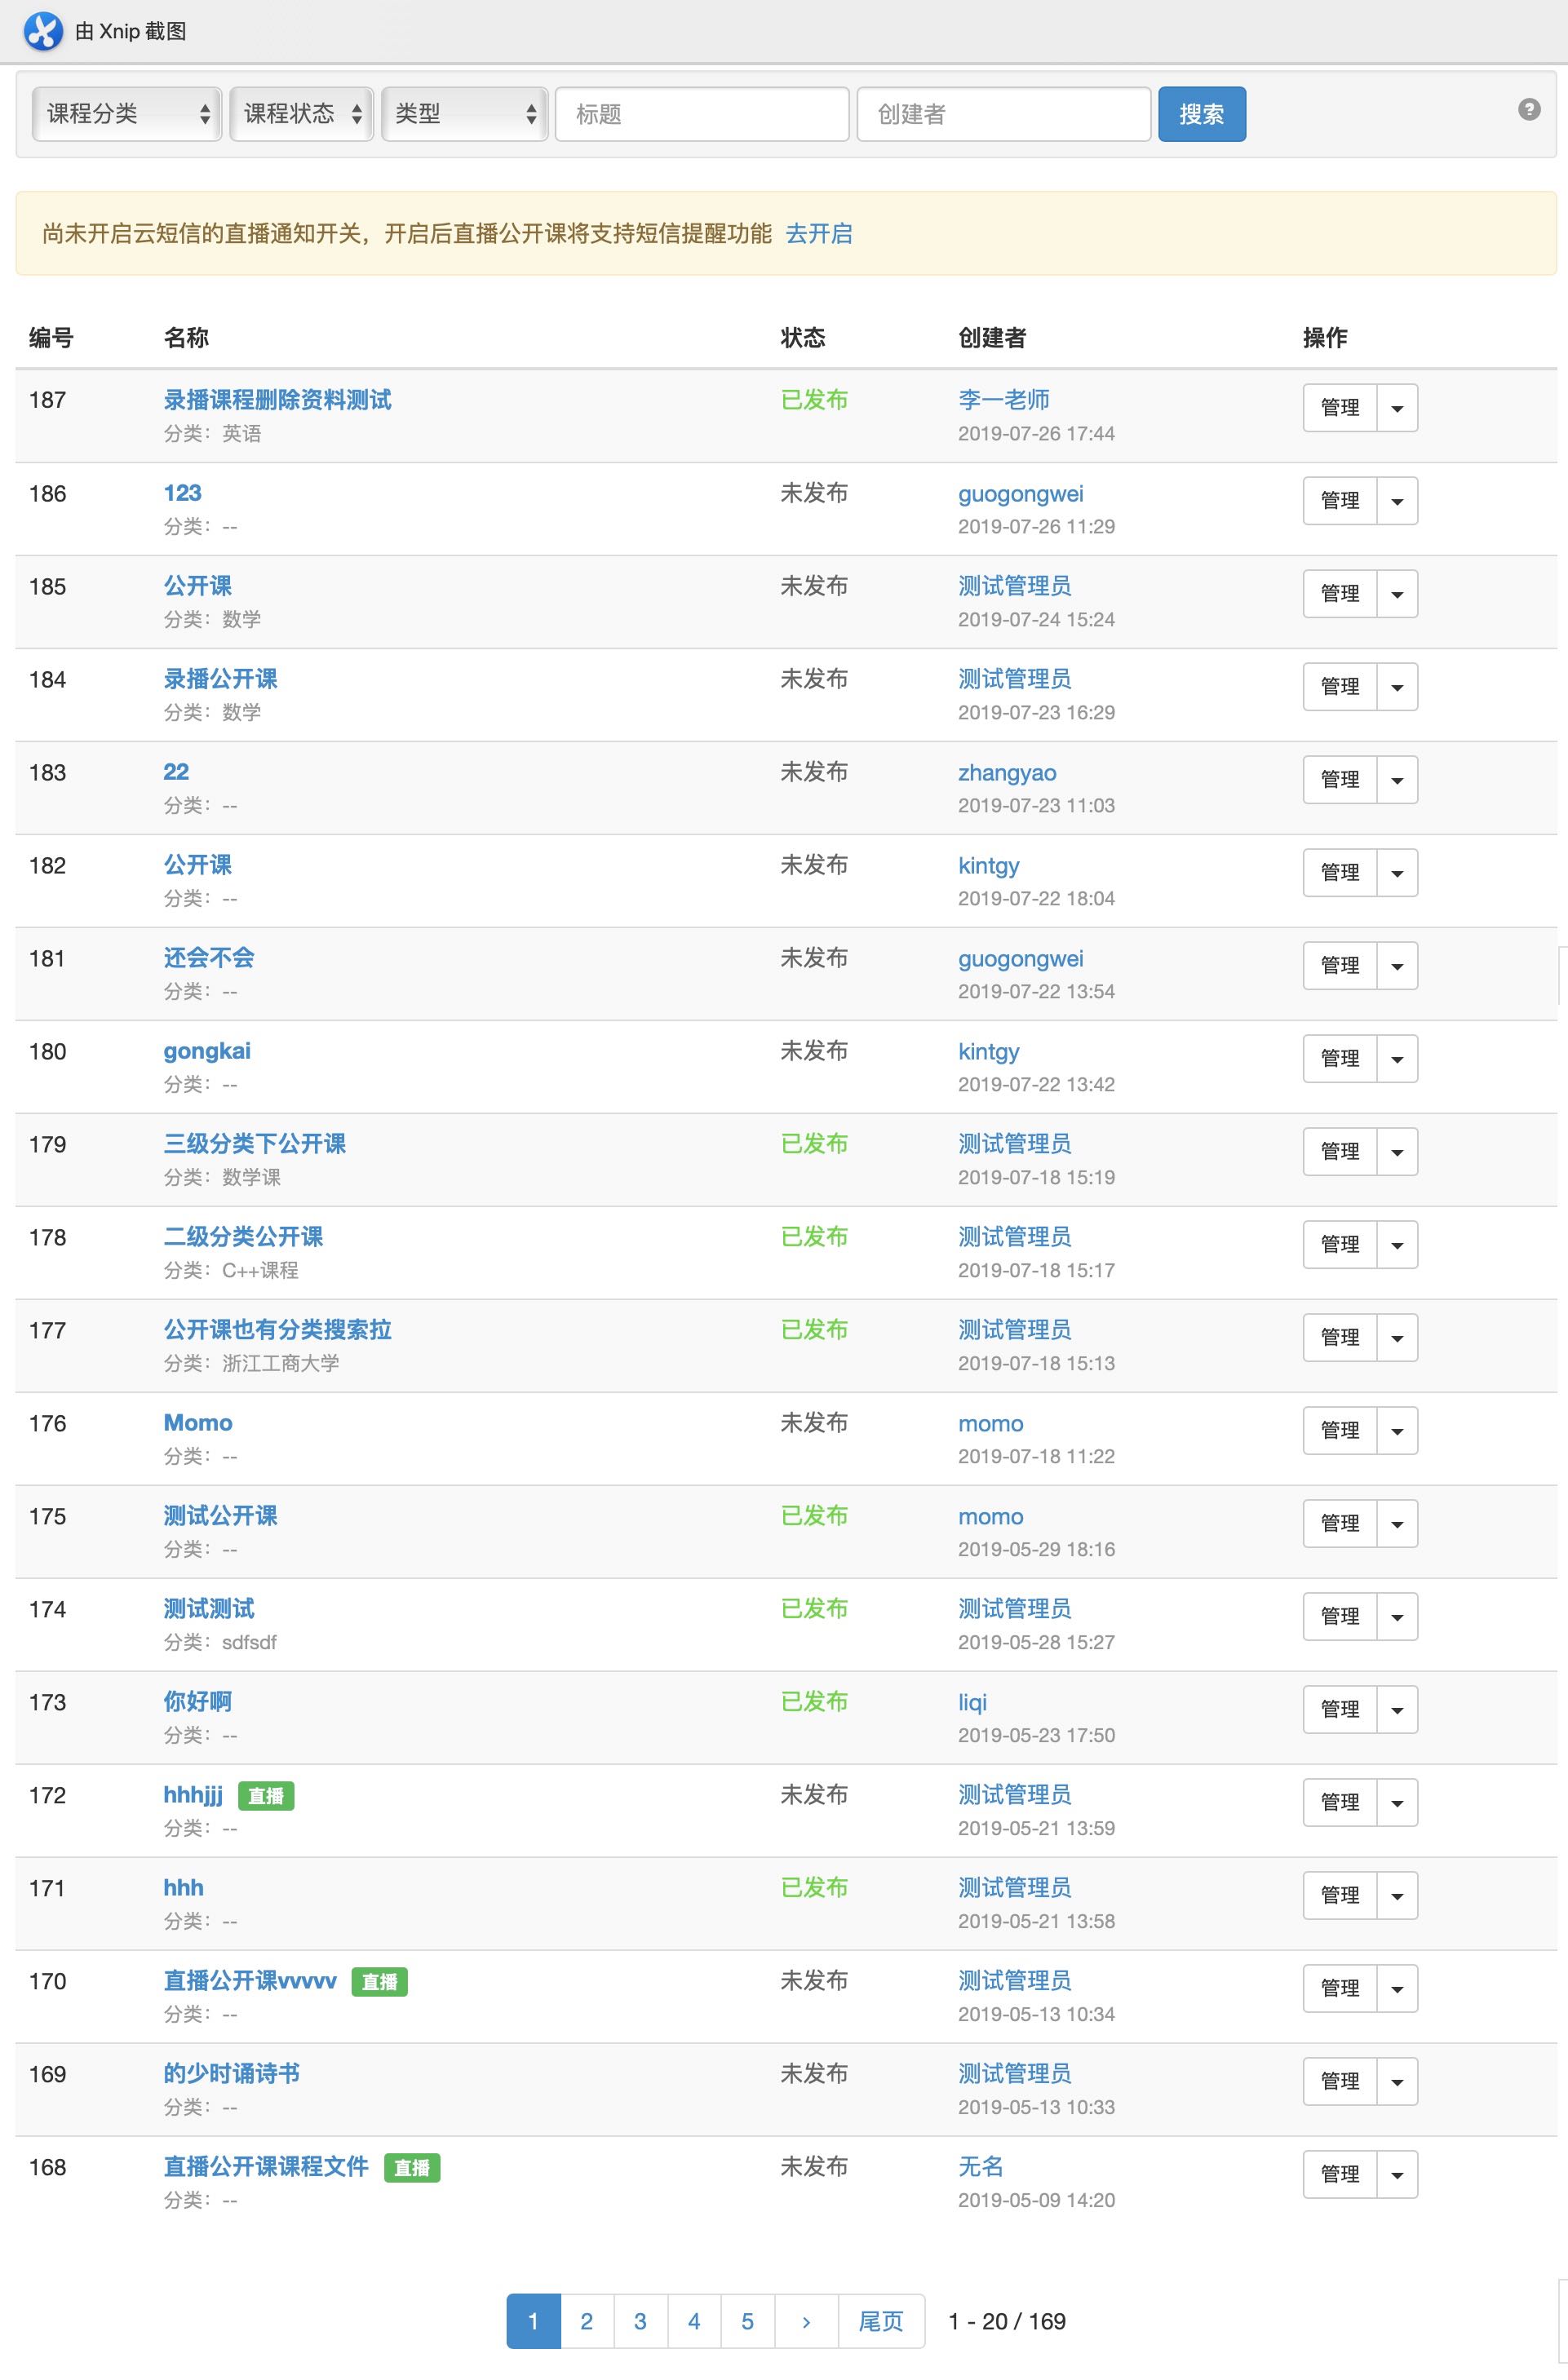 由 Xnip 截图
课程分类 课程状态 类型 标题 创建者 搜索
尚未开启云短信的直播通知开关，开启后直播公开课将支持短信提醒功能 去开启
编号 名称 状态 创建者 操作
187 录播课程删除资料测试 已发布 李一老师 管理
分类：英语 2019-07-26 17:44
186 123 未发布 guogongwei 管理
分类：-- 2019-07-26 11:29
185 公开课 未发布 测试管理员 管理
分类：数学 2019-07-24 15:24
184 录播公开课 未发布 测试管理员 管理
分类：数学 2019-07-23 16:29
183 22 未发布 zhangyao 管理
分类：-- 2019-07-23 11:03
182 公开课 未发布 kintgy 管理
分类：-- 2019-07-22 18:04
181 还会不会 未发布 guogongwei 管理
分类：-- 2019-07-22 13:54
180 gongkai 未发布 kintgy 管理
分类：-- 2019-07-22 13:42
179 三级分类下公开课 已发布 测试管理员 管理
分类：数学课 2019-07-18 15:19
178 二级分类公开课 已发布 测试管理员 管理
分类：C++课程 2019-07-18 15:17
177 公开课也有分类搜索拉 已发布 测试管理员 管理
分类：浙江工商大学 2019-07-18 15:13
176 Momo 未发布 momo 管理
分类：-- 2019-07-18 11:22
175 测试公开课 已发布 momo 管理
分类：-- 2019-05-29 18:16
174 测试测试 已发布 测试管理员 管理
分类：sdfsdf 2019-05-28 15:27
173 你好啊 已发布 liqi 管理
分类：-- 2019-05-23 17:50
172 hhhjjj 直播 未发布 测试管理员 管理
分类：-- 2019-05-21 13:59
171 hhh 已发布 测试管理员 管理
分类：-- 2019-05-21 13:58
170 直播公开课vvvvv 直播 未发布 测试管理员 管理
分类：-- 2019-05-13 10:34
169 的少时诵诗书 未发布 测试管理员 管理
分类：-- 2019-05-13 10:33
168 直播公开课课程文件 直播 未发布 无名 管理
分类：-- 2019-05-09 14:20
1 2 3 4 5 › 尾页 1 - 20 / 169